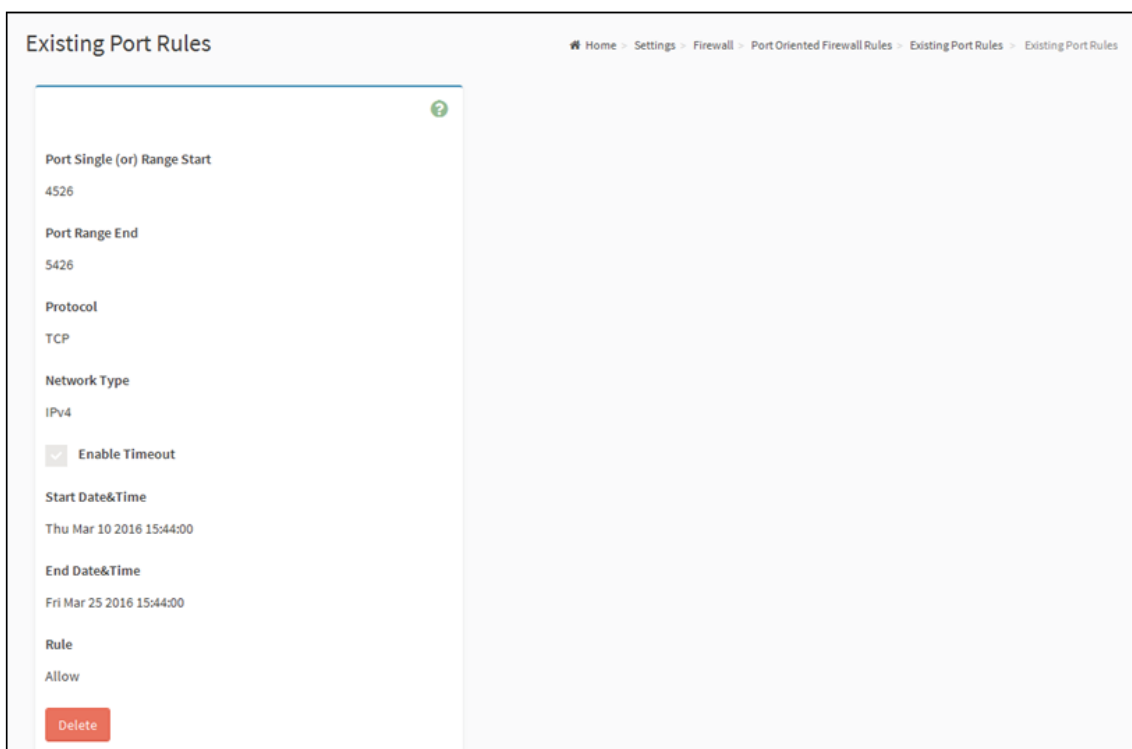 Existing Port Rules
Home > Settings > Firewall > Port Oriented Firewall Rules > Existing Port Rules > Existing Port Rules
Port Single (or) Range Start
4526
Port Range End
5426
Protocol
TCP
Network Type
IPv4
Enable Timeout
Start Date&Time
Thu Mar 10 2016 15:44:00
End Date&Time
Fri Mar 25 2016 15:44:00
Rule
Allow
Delete